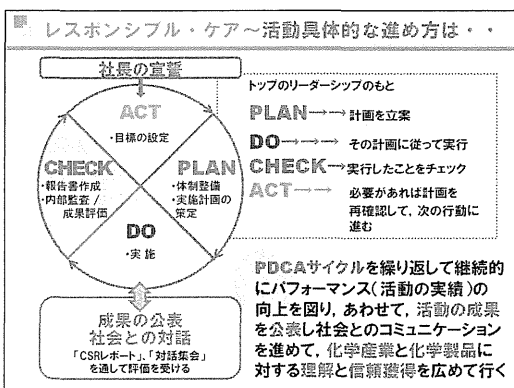 レスポンシブル・ケア～活動具体的な進め方は・・
社長の宣誓
ACT
・目標の設定
CHECK
・報告書作成
・内部監査／
成果評価
PLAN
・体制整備
・実施計画の
策定
DO
・実施
成果の公表
社会との対話
「CSRレポート」、「対話集会」
を通して評価を受ける
トップのリーダーシップのもと
PLAN→→ 計画を立案
DO→→→ その計画に従って実行
CHECK→実行したことをチェック
ACT→→ 必要があれば計画を
再確認して，次の行動に
進む
PDCAサイクルを繰り返して継続的
にパフォーマンス（活動の実績）の
向上を図り，あわせて，活動の成果
を公表し社会とのコミュニケーション
を進めて，化学産業と化学製品に
対する理解と信頼獲得を広めて行く